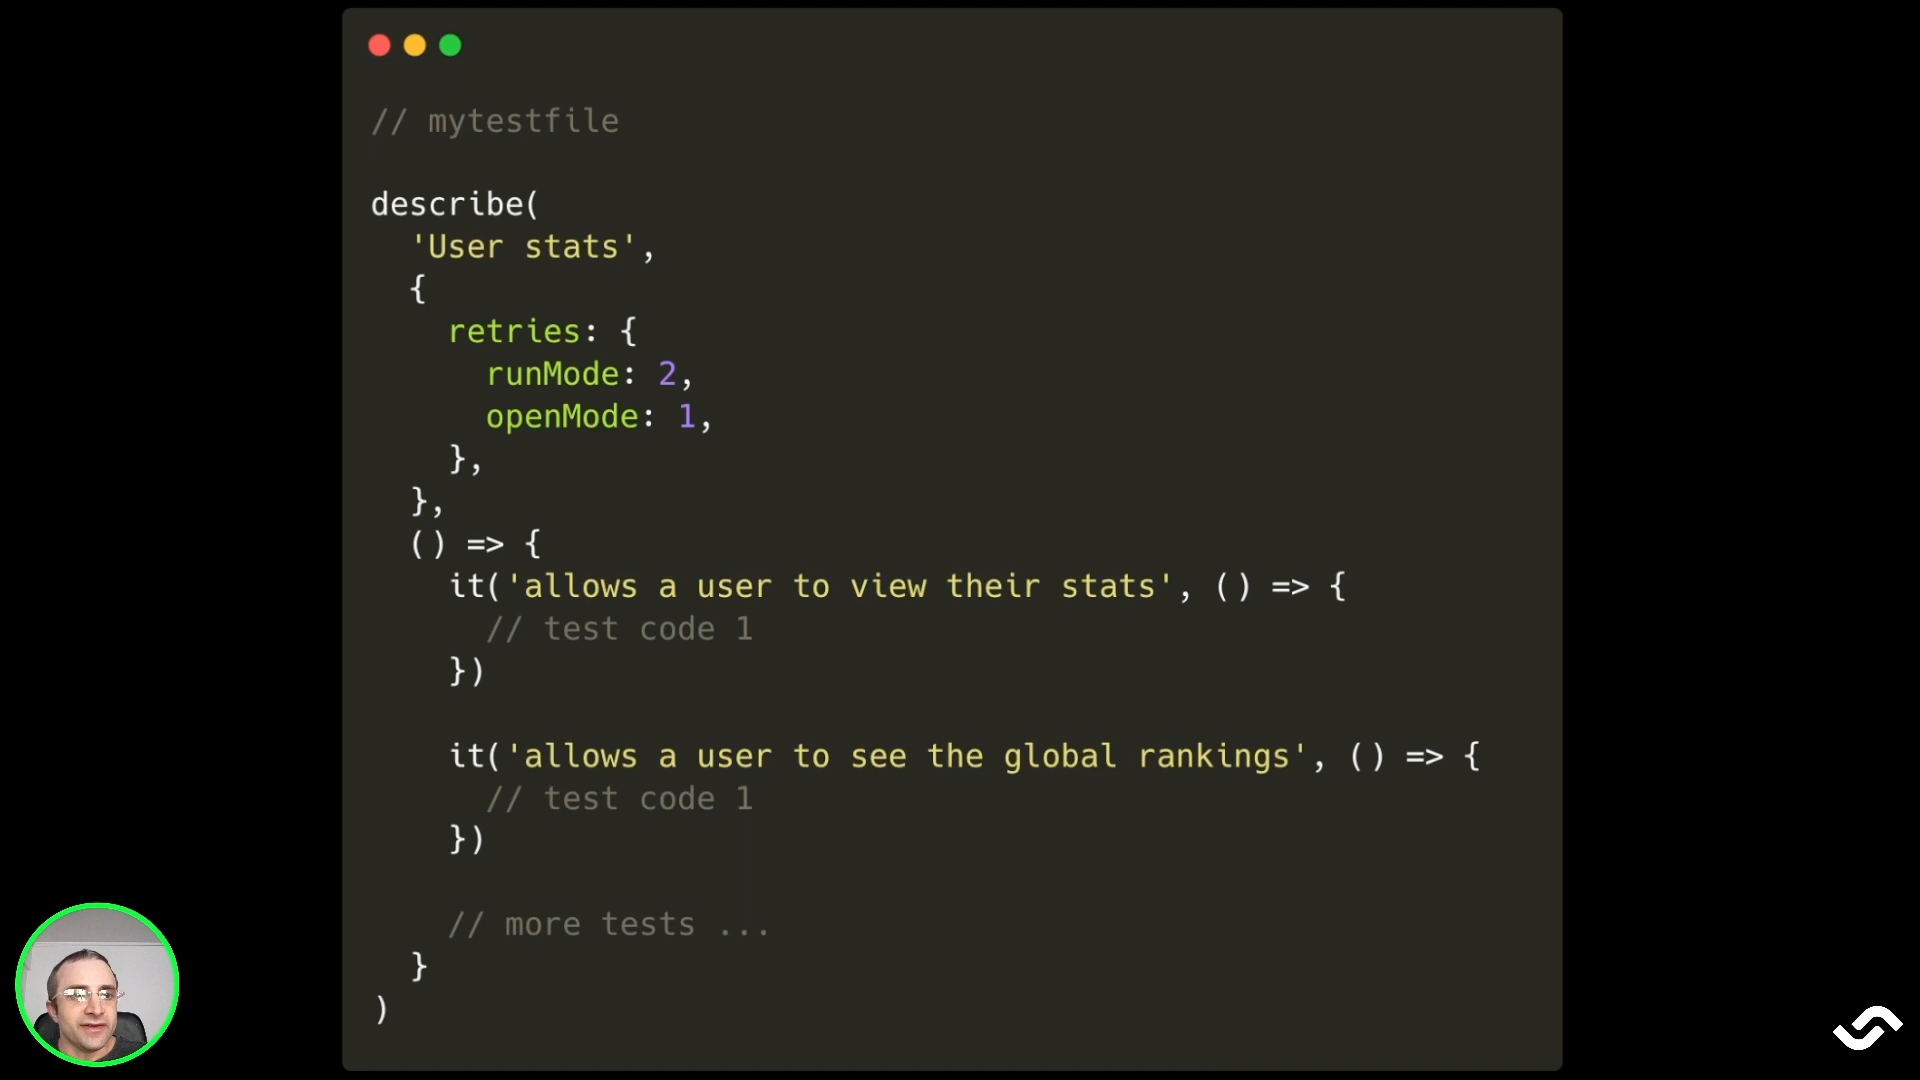 // mytestfile
describe(
'User stats',
{
retries: {
runMode: 2,
openMode: 1,
},
},
() => {
it('allows a user to view their stats', () => {
// test code 1
})
it('allows a user to see the global rankings', () => {
// test code 1
})
// more tests ...
}
)